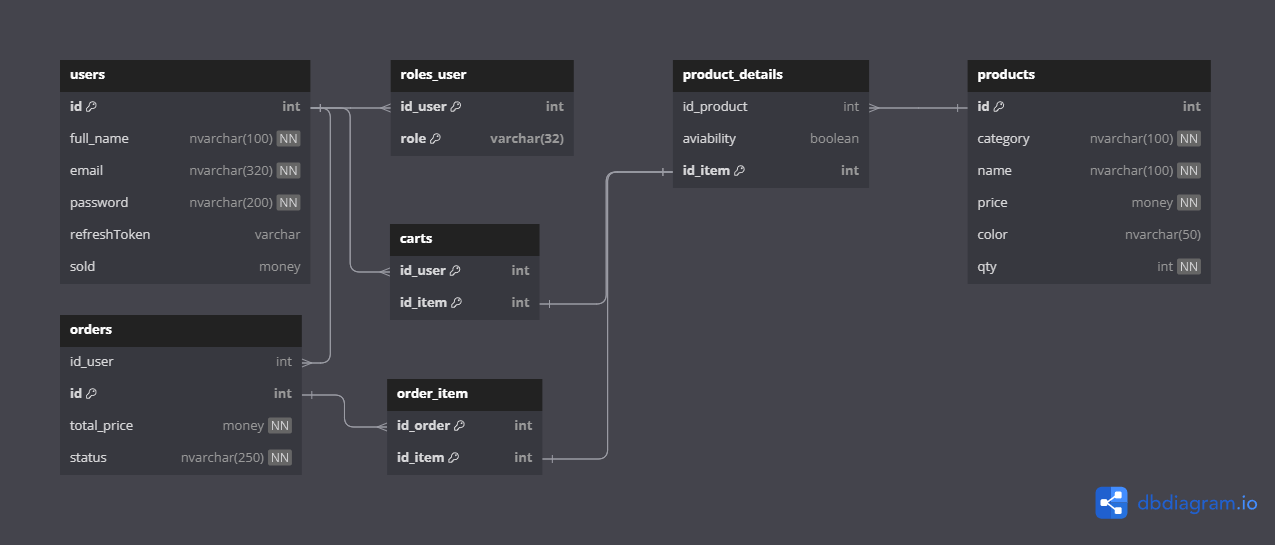 users
id int
full_name nvarchar(100) NN
email nvarchar(320) NN
password nvarchar(200) NN
refreshToken varchar
sold money
roles_user
id_user int
role varchar(32)
product_details
id_product int
aviability boolean
id_item int
products
id int
category nvarchar(100) NN
name nvarchar(100) NN
price money NN
color nvarchar(50)
qty int NN
carts
id_user int
id_item int
orders
id_user int
id int
total_price money NN
status nvarchar(250) NN
order_item
id_order int
id_item int
dbdiagram.io